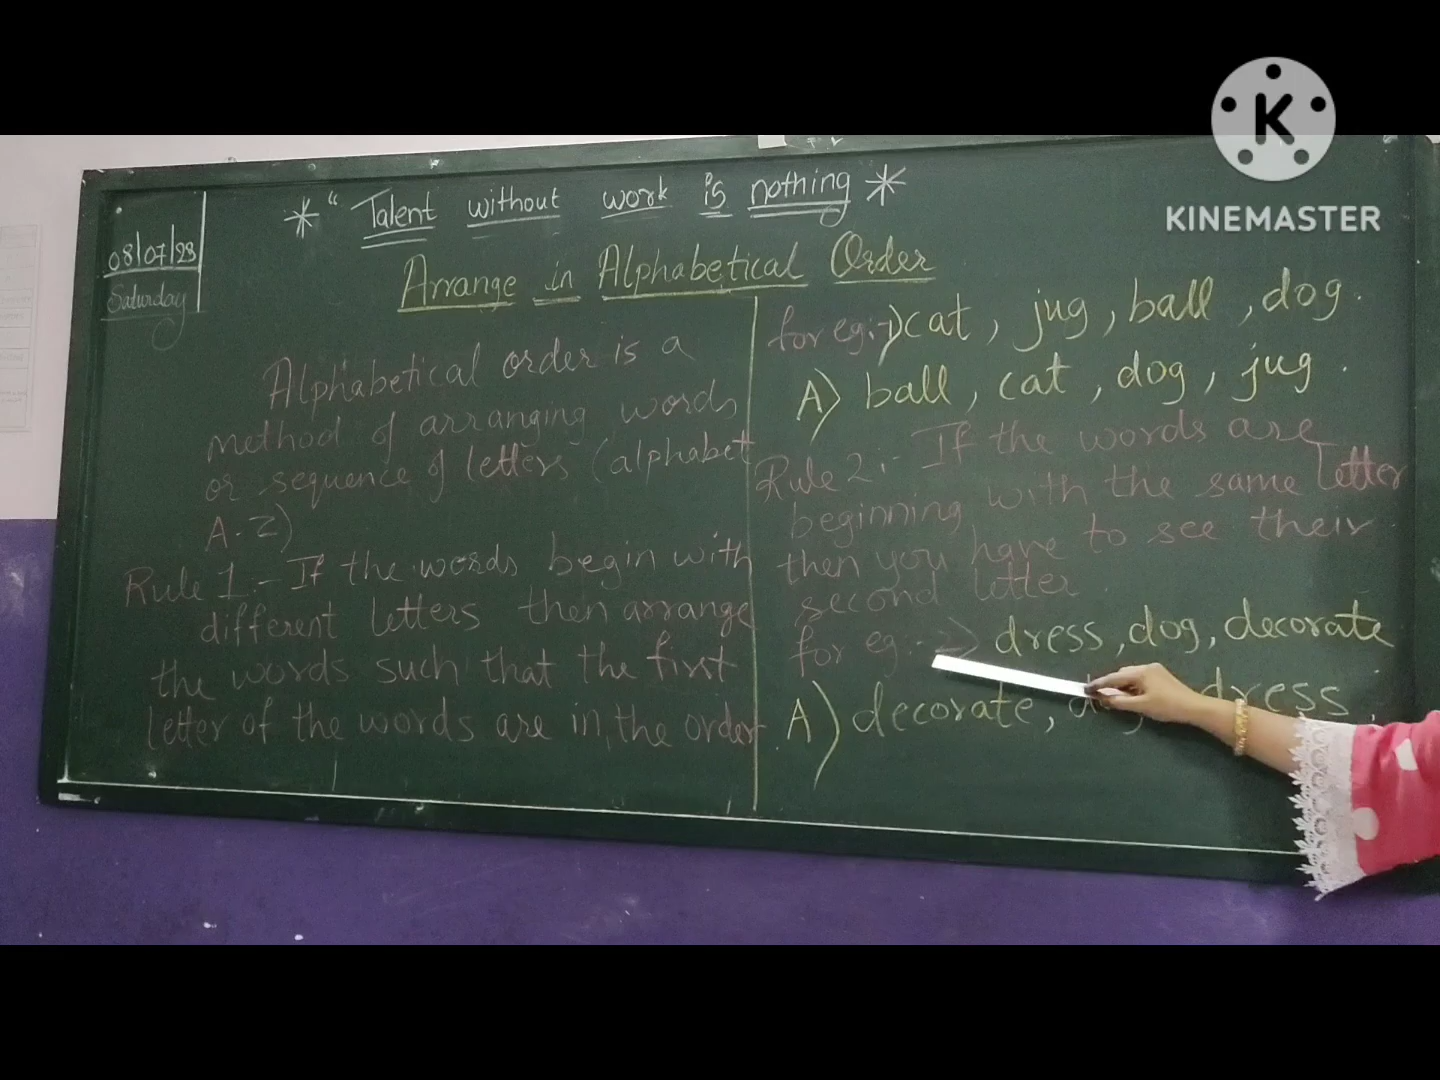 KINEMASTER
* "Talent without work is nothing *
08/07/23
Saturday
Arrange in Alphabetical Order
Alphabetical order is a
method of arranging words
or sequence of letters (alphabet
A-Z)
Rule 1:- If the words begin with
different letters then arrange
the words such that the first
letter of the words are in the order
for eg:-1) cat, jug, ball, dog.
A) ball, cat, dog, jug.
Rule 2:- If the words are
beginning with the same letter
then you have to see their
second letter
for eg:-2) dress, dog, decorate
A) decorate, dress.